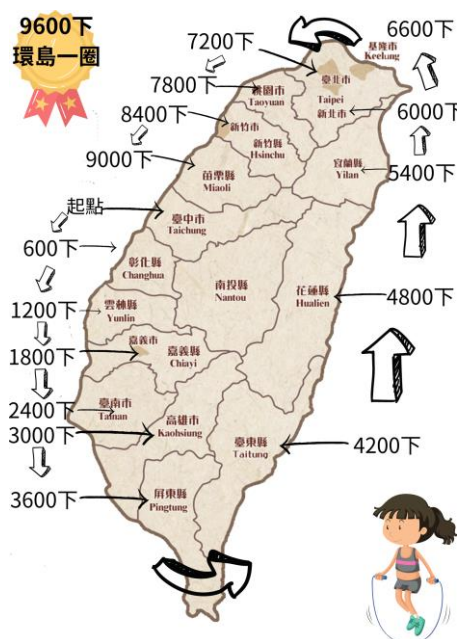 9600下
環島一圈
7200下
6600下
基隆市
Keelung
臺北市
Taipei
新北市
7800下
桃園市
Taoyuan
6000下
8400下
新竹市
新竹縣
Hsinchu
9000下
苗栗縣
Miaoli
宜蘭縣
Yilan
5400下
起點
臺中市
Taichung
600下
彰化縣
Changhua
南投縣
Nantou
花蓮縣
Hualien
4800下
1200下
雲林縣
Yunlin
1800下
嘉義市
嘉義縣
Chiayi
2400下
臺南市
Tainan
3000下
高雄市
Kaohsiung
臺東縣
Taitung
4200下
3600下
屏東縣
Pingtung